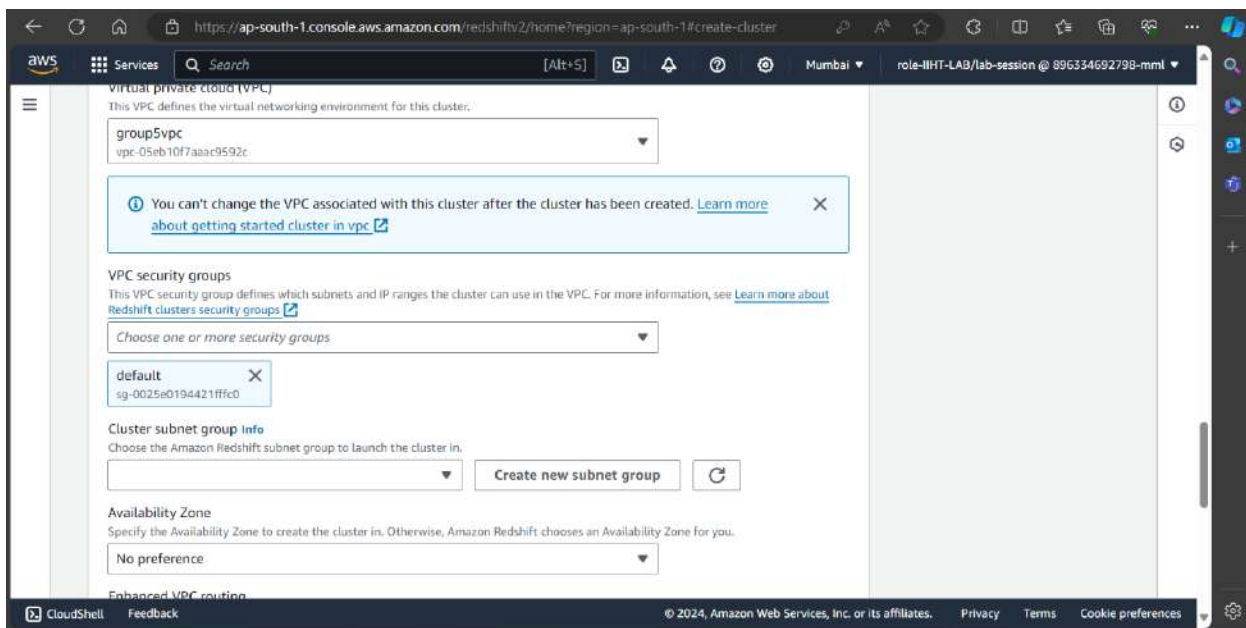 https://ap-south-1.console.aws.amazon.com/redshiftv2/home?region=ap-south-1#create-cluster
aws Services Search [Alt+S] Mumbai role-IIHT-LAB/lab-session @ 896334692798-mml
Virtual private cloud (VPC)
This VPC defines the virtual networking environment for this cluster.
group5vpc
vpc-05eb10f7aaac9592c
You can't change the VPC associated with this cluster after the cluster has been created. Learn more
about getting started cluster in vpc
VPC security groups
This VPC security group defines which subnets and IP ranges the cluster can use in the VPC. For more information, see Learn more about
Redshift clusters security groups
Choose one or more security groups
default
sg-0025e0194421fffc0
Cluster subnet group Info
Choose the Amazon Redshift subnet group to launch the cluster in.
Create new subnet group
Availability Zone
Specify the Availability Zone to create the cluster in. Otherwise, Amazon Redshift chooses an Availability Zone for you.
No preference
Enhanced VPC routing
CloudShell Feedback © 2024, Amazon Web Services, Inc. or its affiliates. Privacy Terms Cookie preferences